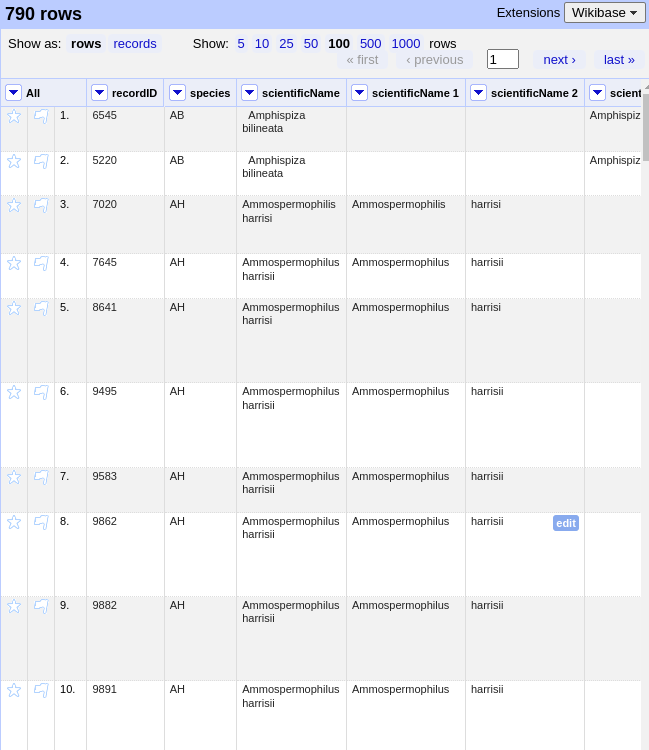 790 rows Extensions Wikibase
Show as: rows records Show: 5 10 25 50 100 500 1000 rows
« first ‹ previous 1 next › last »
All recordID species scientificName scientificName 1 scientificName 2 scient
1. 6545 AB Amphispiza Amphispiz
bilineata
2. 5220 AB Amphispiza Amphispiz
bilineata
3. 7020 AH Ammospermophilis Ammospermophilis harrisi
harrisi
4. 7645 AH Ammospermophilus Ammospermophilus harrisii
harrisii
5. 8641 AH Ammospermophilus Ammospermophilus harrisi
harrisi
6. 9495 AH Ammospermophilus Ammospermophilus harrisii
harrisii
7. 9583 AH Ammospermophilus Ammospermophilus harrisii
harrisii
8. 9862 AH Ammospermophilus Ammospermophilus harrisii edit
harrisii
9. 9882 AH Ammospermophilus Ammospermophilus harrisii
harrisii
10. 9891 AH Ammospermophilus Ammospermophilus harrisii
harrisii